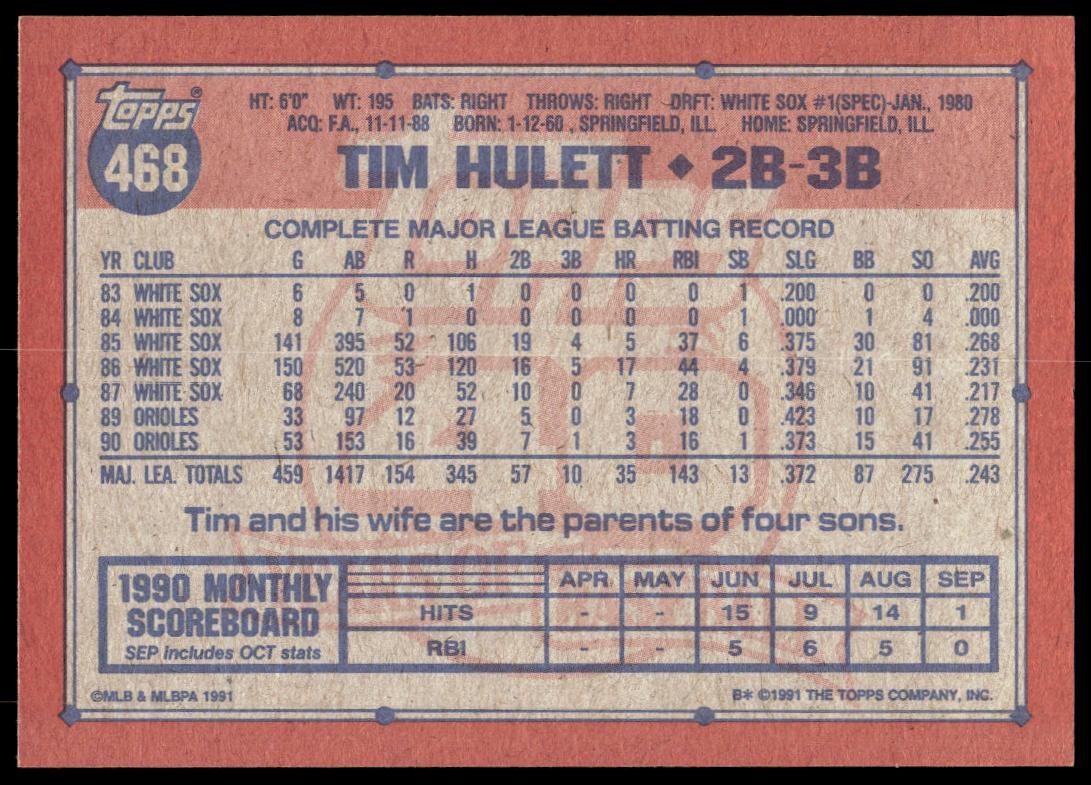 Topps®
468
HT: 6'0" WT: 195 BATS: RIGHT THROWS: RIGHT DRFT: WHITE SOX #1(SPEC)-JAN., 1980
ACQ: F.A., 11-11-88 BORN: 1-12-60, SPRINGFIELD, ILL. HOME: SPRINGFIELD, ILL.
TIM HULETT ◆ 2B-3B
COMPLETE MAJOR LEAGUE BATTING RECORD
YR CLUB G AB R H 2B 3B HR RBI SB SLG BB SO AVG
83 WHITE SOX 6 5 0 1 0 0 0 0 1 .200 0 0 .200
84 WHITE SOX 8 7 1 0 0 0 0 0 1 .000 1 4 .000
85 WHITE SOX 141 395 52 106 19 4 5 37 6 .375 30 81 .268
86 WHITE SOX 150 520 53 120 16 5 17 44 4 .379 21 91 .231
87 WHITE SOX 68 240 20 52 10 0 7 28 0 .346 10 41 .217
89 ORIOLES 33 97 12 27 5 0 3 18 0 .423 10 17 .278
90 ORIOLES 53 153 16 39 7 1 3 16 1 .373 15 41 .255
MAJ. LEA. TOTALS 459 1417 154 345 57 10 35 143 13 .372 87 275 .243
Tim and his wife are the parents of four sons.
1990 MONTHLY SCOREBOARD
SEP includes OCT stats
APR MAY JUN JUL AUG SEP
HITS - - 15 9 14 1
RBI - - 5 6 5 0
©MLB & MLBPA 1991
B* ©1991 THE TOPPS COMPANY, INC.